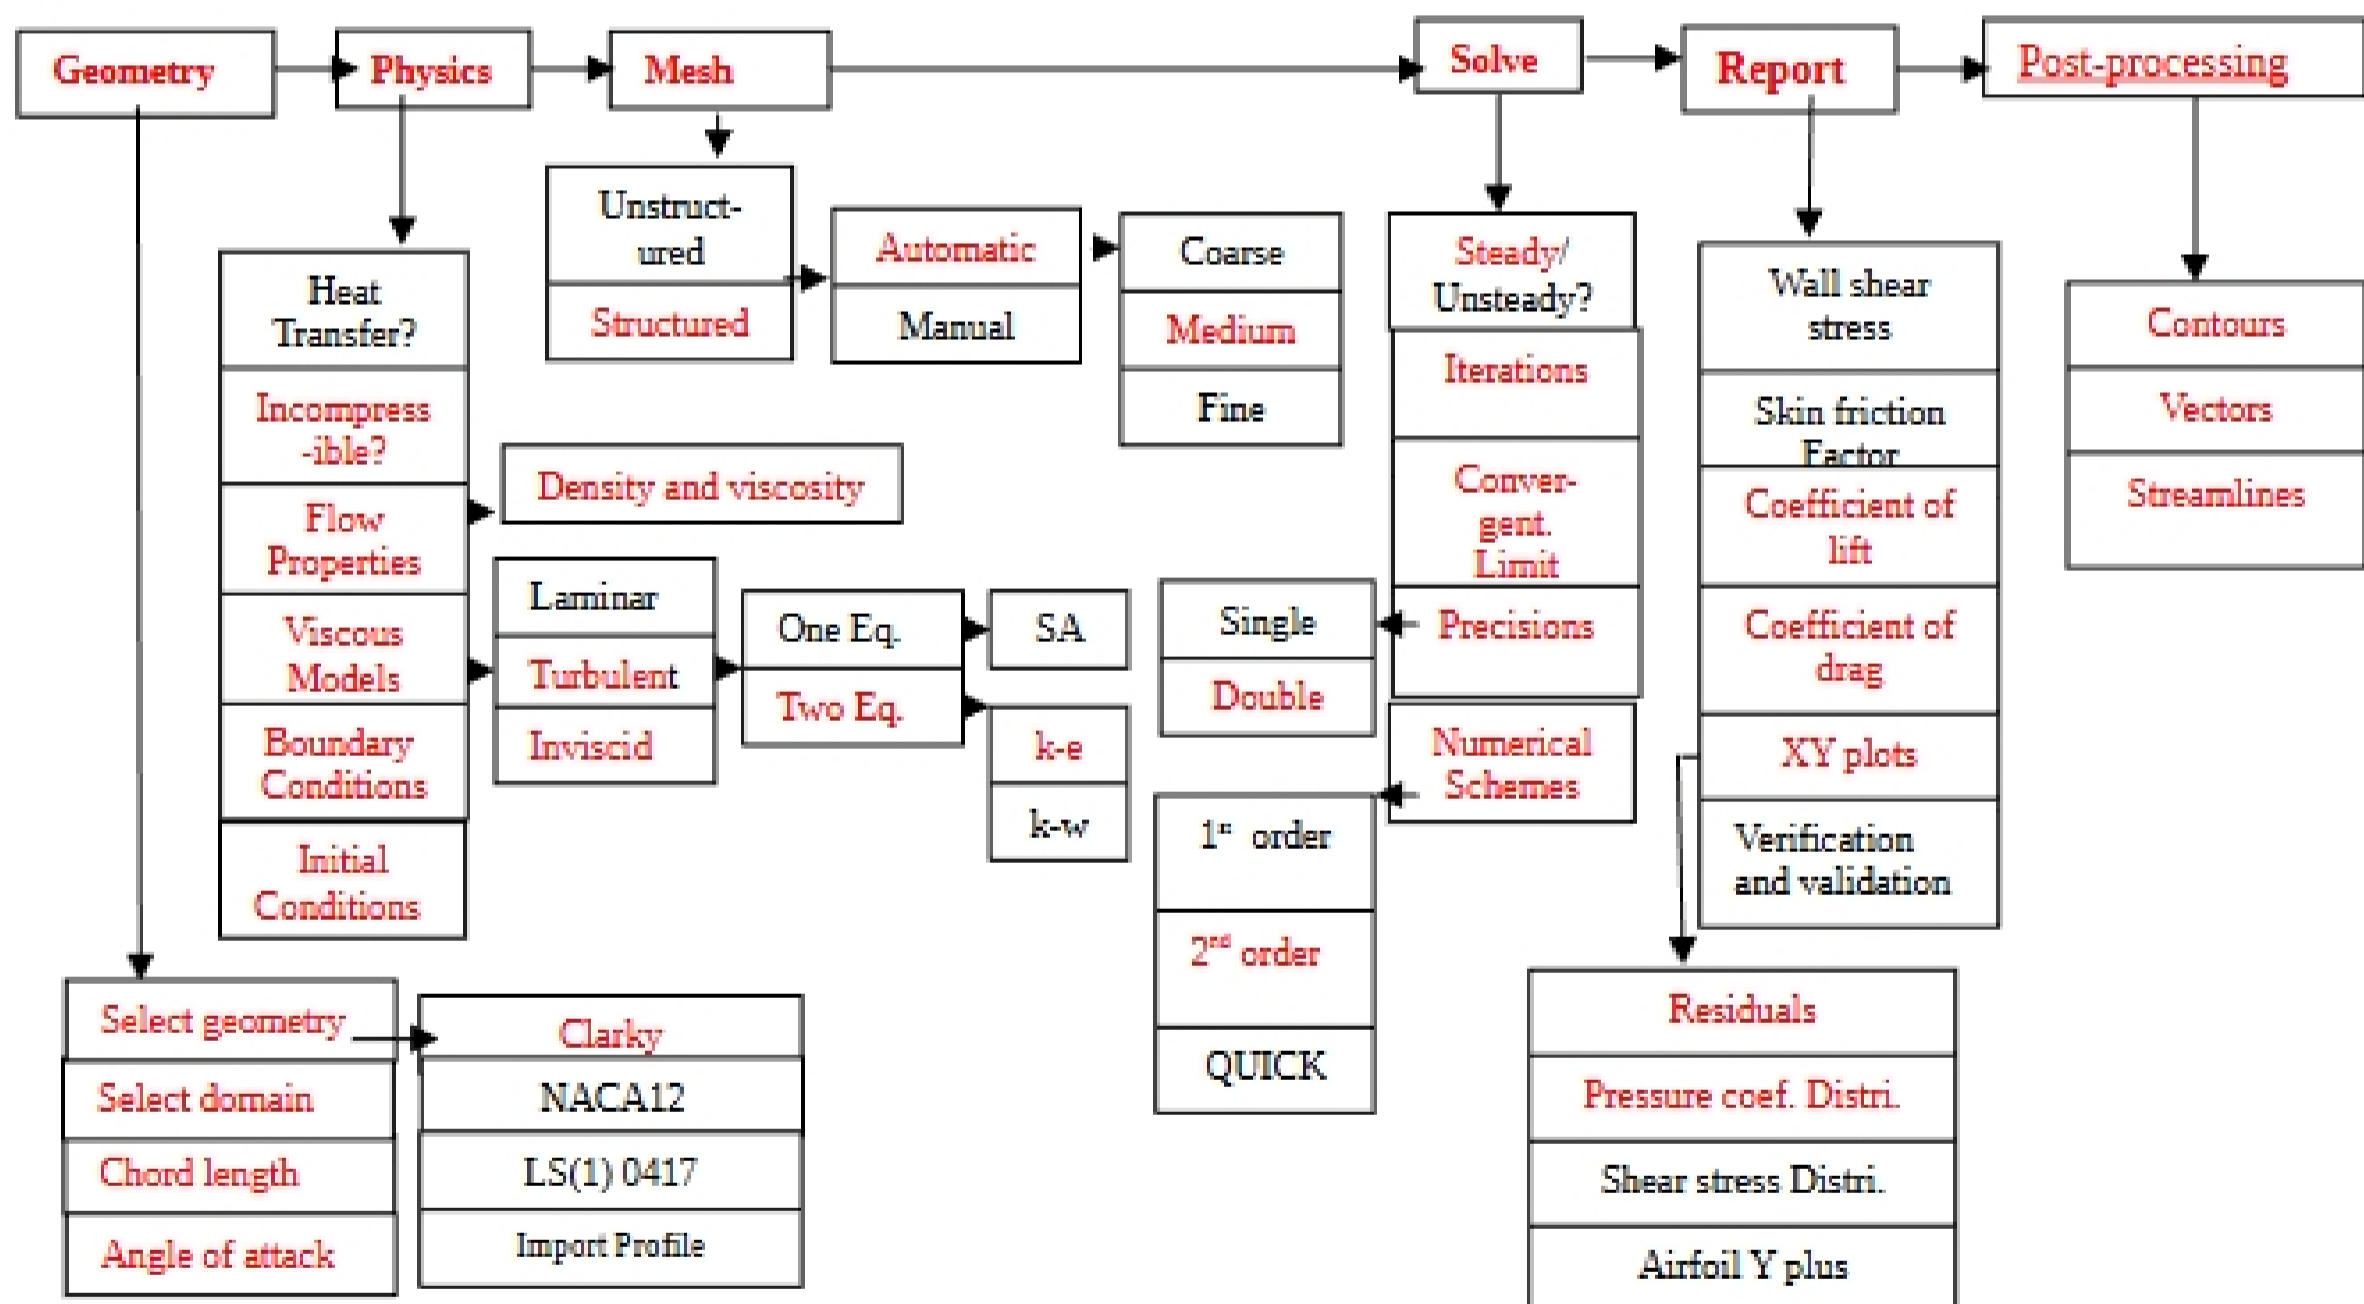 Geometry
Physics
Mesh
Solve
Report
Post-processing
Unstruct-
ured
Structured
Automatic
Manual
Coarse
Medium
Fine
Heat
Transfer?
Incompress
-ible?
Flow
Properties
Viscous
Models
Boundary
Conditions
Initial
Conditions
Density and viscosity
Laminar
Turbulent
Inviscid
One Eq.
Two Eq.
SA
k-e
k-w
Steady/
Unsteady?
Iterations
Conver-
gent.
Limit
Precisions
Numerical
Schemes
Single
Double
1st order
2nd order
QUICK
Wall shear
stress
Skin friction
Factor
Coefficient of
lift
Coefficient of
drag
XY plots
Verification
and validation
Contours
Vectors
Streamlines
Select geometry
Select domain
Chord length
Angle of attack
Clarky
NACA12
LS(1) 0417
Import Profile
Residuals
Pressure coef. Distri.
Shear stress Distri.
Airfoil Y plus